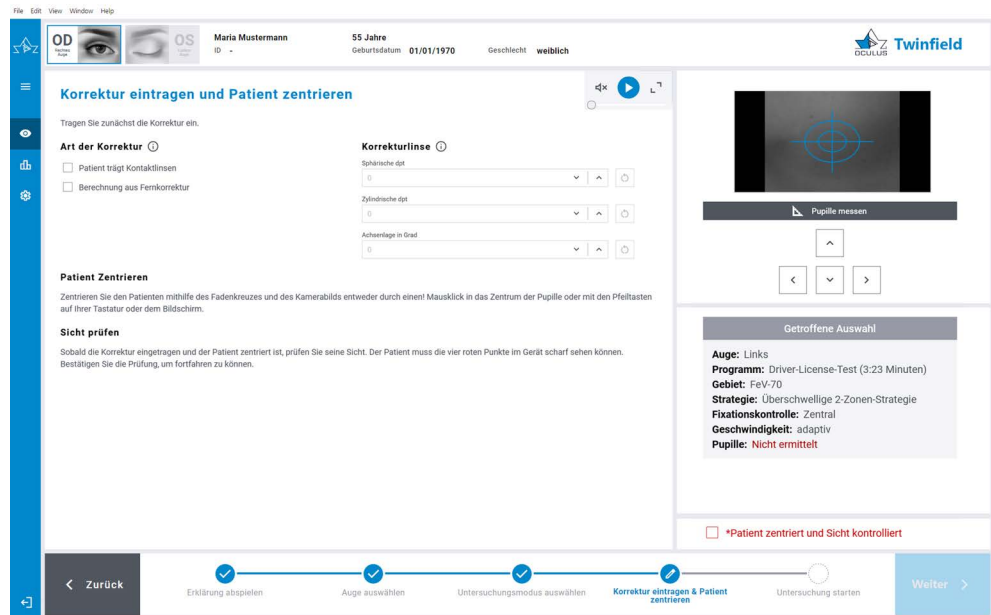 File Edit View Window Help
OD
Rechtes
Auge
OS
Linkes
Auge
Maria Mustermann
ID -
55 Jahre
Geburtsdatum 01/01/1970
Geschlecht weiblich
OCULUS
Twinfield
Korrektur eintragen und Patient zentrieren
Tragen Sie zunächst die Korrektur ein.
Art der Korrektur
Patient trägt Kontaktlinsen
Berechnung aus Fernkorrektur
Korrekturlinse
Sphärische dpt
0
Zylindrische dpt
0
Achsenlage in Grad
0
Patient Zentrieren
Zentrieren Sie den Patienten mithilfe des Fadenkreuzes und des Kamerabilds entweder durch einen! Mausklick in das Zentrum der Pupille oder mit den Pfeiltasten
auf Ihrer Tastatur oder dem Bildschirm.
Sicht prüfen
Sobald die Korrektur eingetragen und der Patient zentriert ist, prüfen Sie seine Sicht. Der Patient muss die vier roten Punkte im Gerät scharf sehen können.
Bestätigen Sie die Prüfung, um fortfahren zu können.
Pupille messen
Getroffene Auswahl
Auge: Links
Programm: Driver-License-Test (3:23 Minuten)
Gebiet: FeV-70
Strategie: Überschwellige 2-Zonen-Strategie
Fixationskontrolle: Zentral
Geschwindigkeit: adaptiv
Pupille: Nicht ermittelt
*Patient zentriert und Sicht kontrolliert
Zurück
Erklärung abspielen
Auge auswählen
Untersuchungsmodus auswählen
Korrektur eintragen & Patient
zentrieren
Untersuchung starten
Weiter